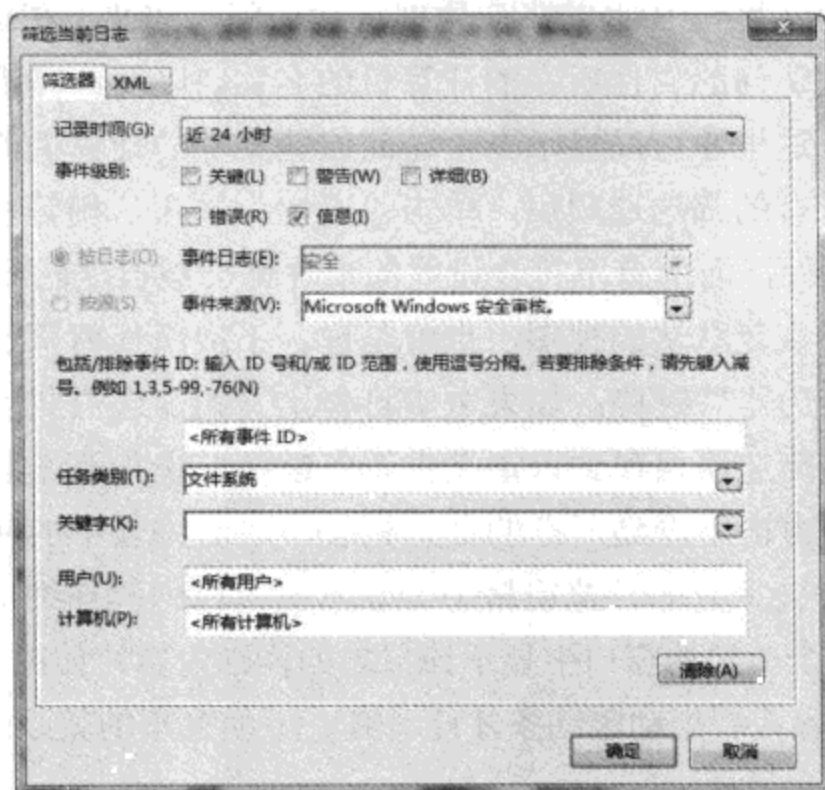 筛选当前日志
筛选器 XML
记录时间(G): 近 24 小时
事件级别: 关键(L) 警告(W) 详细(B)
错误(R) 信息(I)
按日志(O) 事件日志(E): 安全
按源(S) 事件来源(V): Microsoft Windows 安全审核。
包括/排除事件 ID: 输入 ID 号和/或 ID 范围，使用逗号分隔。若要排除条件，请先键入减
号。例如 1,3,5-99,-76(N)
<所有事件 ID>
任务类别(T): 文件系统
关键字(K):
用户(U): <所有用户>
计算机(P): <所有计算机>
清除(A)
确定 取消